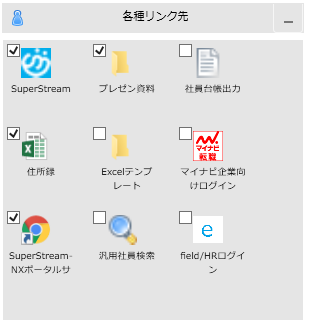 各種リンク先
SuperStream
プレゼン資料
社員台帳出力
住所録
Excelテンプ
レート
マイナビ
転職
マイナビ企業向
けログイン
SuperStream-
NXポータルサ
汎用社員検索
field/HRログイ
ン